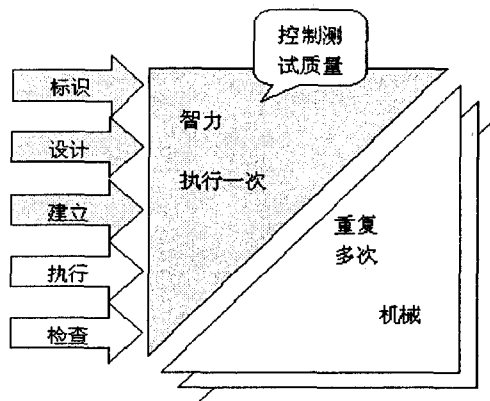 控制测
试质量
标识
设计
建立
执行
检查
智力
执行一次
重复
多次
机械